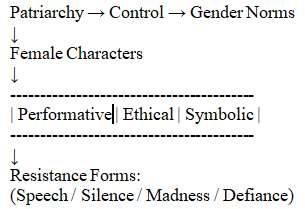 Patriarchy → Control → Gender Norms
↓
Female Characters
↓
--------------------------------------------
| Performative | Ethical | Symbolic |
--------------------------------------------
↓
Resistance Forms:
(Speech / Silence / Madness / Defiance)